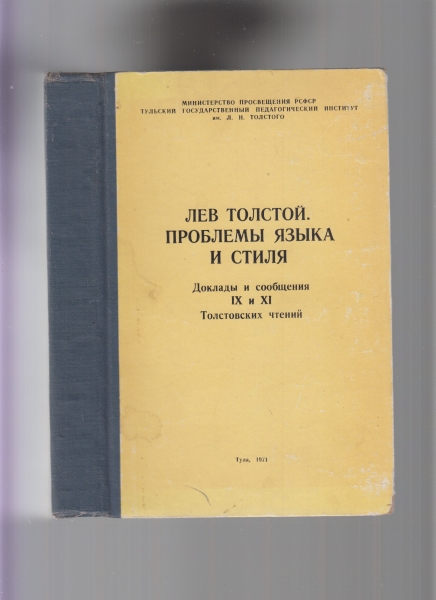 МИНИСТЕРСТВО ПРОСВЕЩЕНИЯ РСФСР
ТУЛЬСКИЙ ГОСУДАРСТВЕННЫЙ ПЕДАГОГИЧЕСКИЙ ИНСТИТУТ
им. Л. Н. ТОЛСТОГО
ЛЕВ ТОЛСТОЙ.
ПРОБЛЕМЫ ЯЗЫКА
И СТИЛЯ
Доклады и сообщения
IX и XI
Толстовских чтений
Тула, 1971